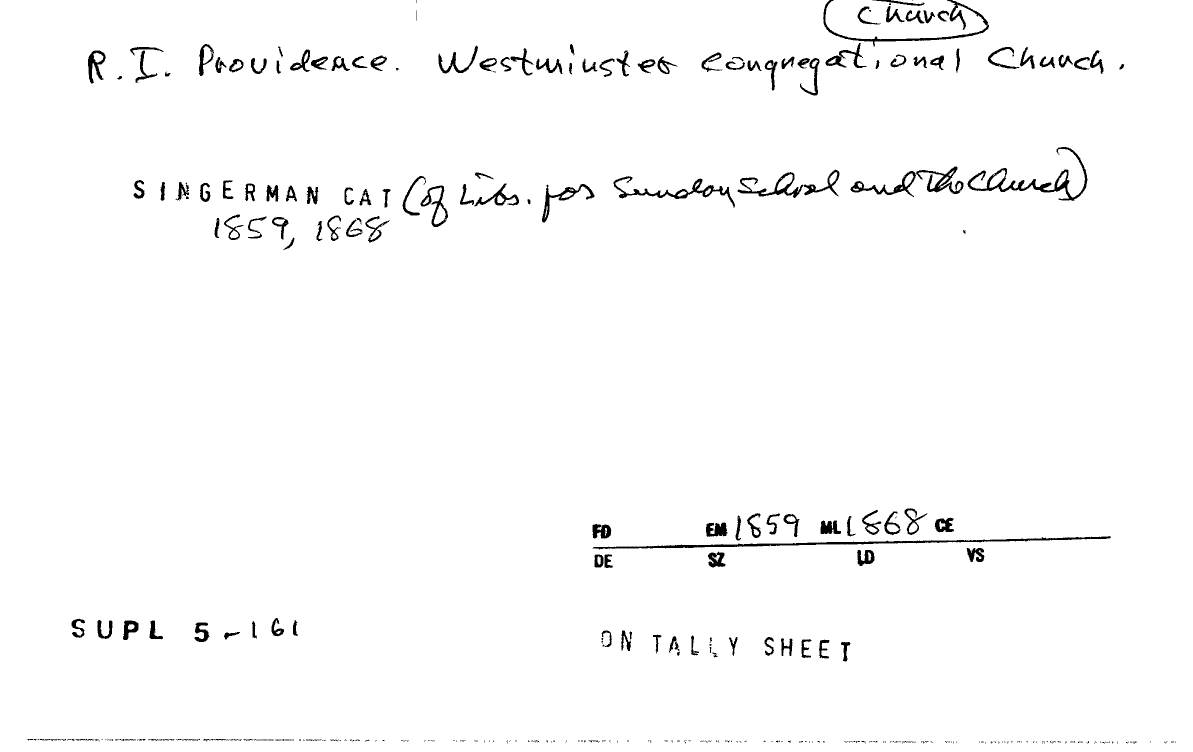 Church
R.I. Providence. Westminster Congregational Church.
SINGERMAN CAT (of Libs. for Sunday School and The Church)
1859, 1868
FD EM 1859 ML 1868 CE
DE SZ LD VS
SUPL 5-161
ON TALLY SHEET